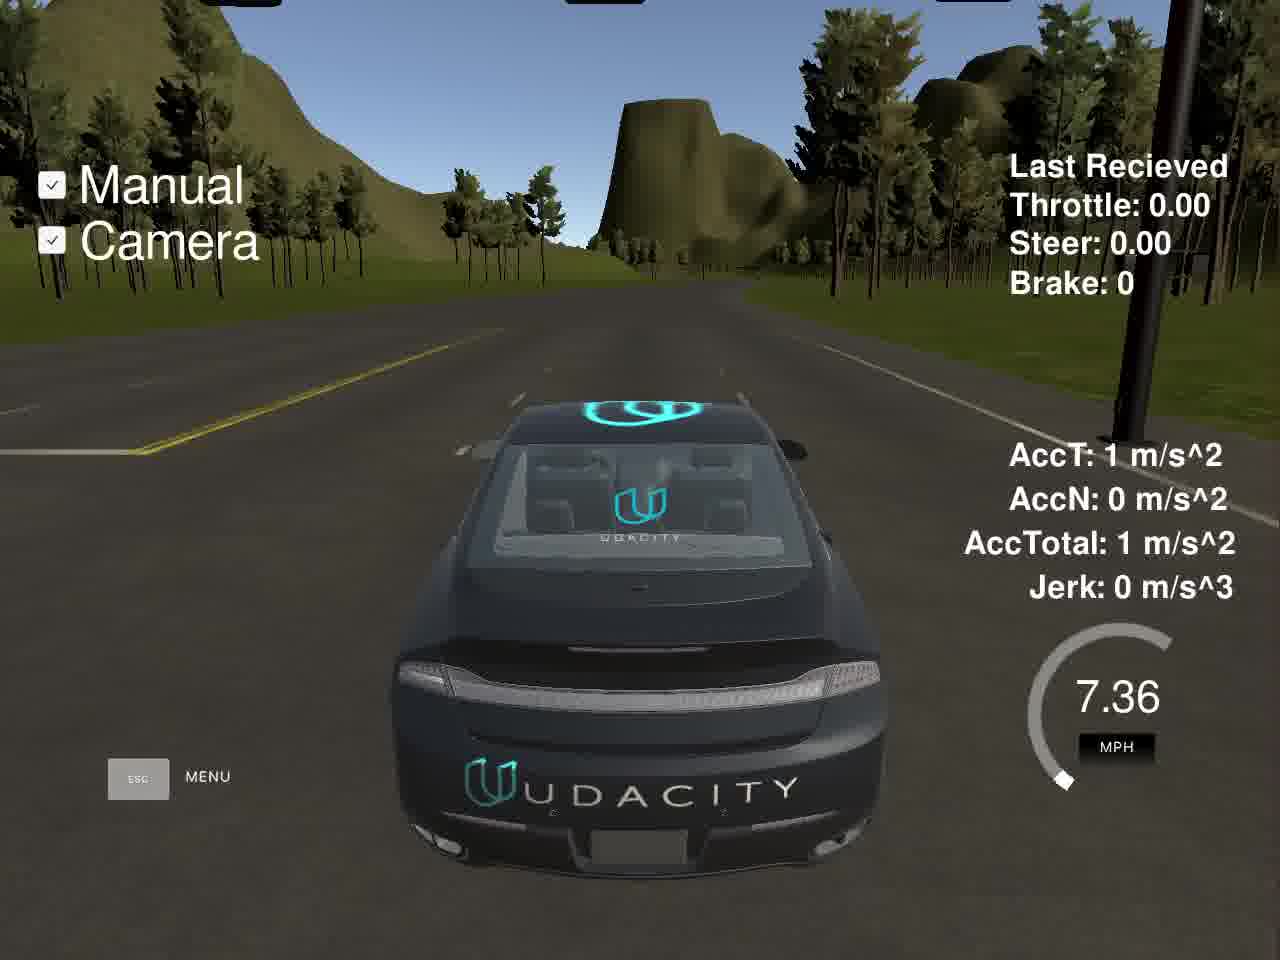 Manual
Camera
Last Recieved
Throttle: 0.00
Steer: 0.00
Brake: 0
AccT: 1 m/s^2
AccN: 0 m/s^2
AccTotal: 1 m/s^2
Jerk: 0 m/s^3
7.36
MPH
UDACITY
ESC MENU
UDACITY